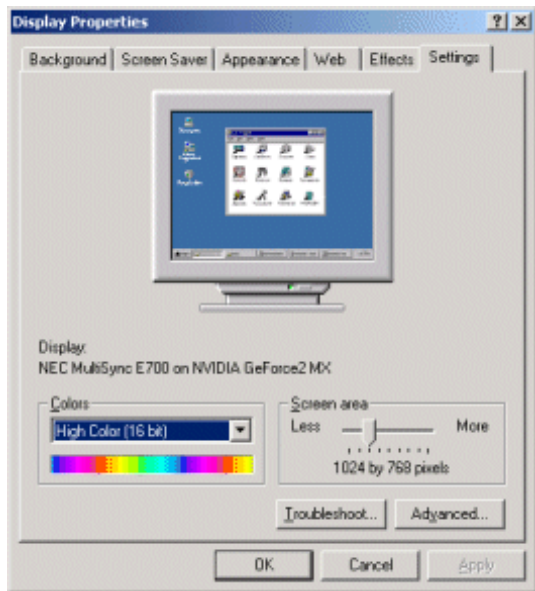 Display Properties
Background Screen Saver Appearance Web Effects Settings
Display:
NEC MultiSync E700 on NVIDIA GeForce2 MX
Colors
High Color (16 bit)
Screen area
Less More
1024 by 768 pixels
Troubleshoot... Advanced...
OK Cancel Apply